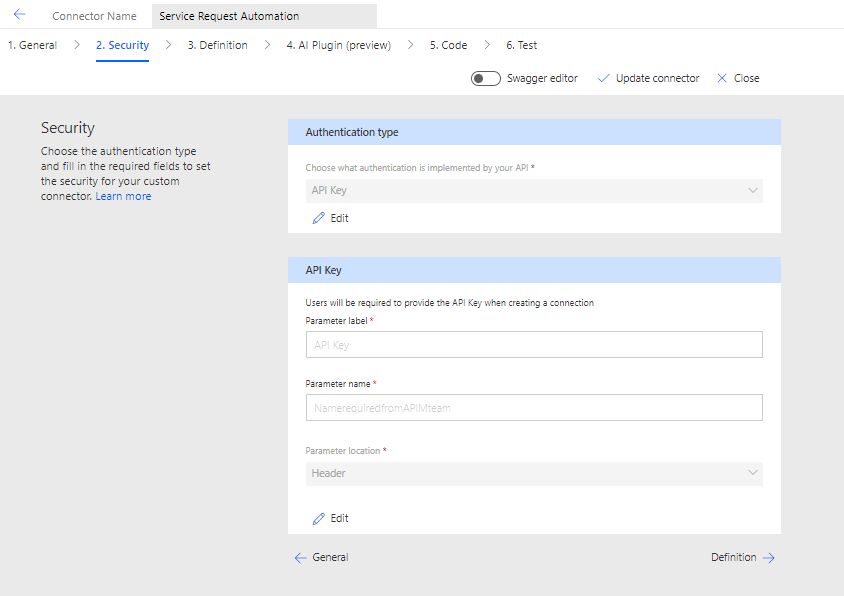 Connector Name
Service Request Automation
1. General
2. Security
3. Definition
4. AI Plugin (preview)
5. Code
6. Test
Swagger editor
Update connector
Close
Security
Choose the authentication type
and fill in the required fields to set
the security for your custom
connector. Learn more
Authentication type
Choose what authentication is implemented by your API *
API Key
Edit
API Key
Users will be required to provide the API Key when creating a connection
Parameter label *
API Key
Parameter name *
NamerequiredfromAPIMteam
Parameter location *
Header
Edit
General
Definition